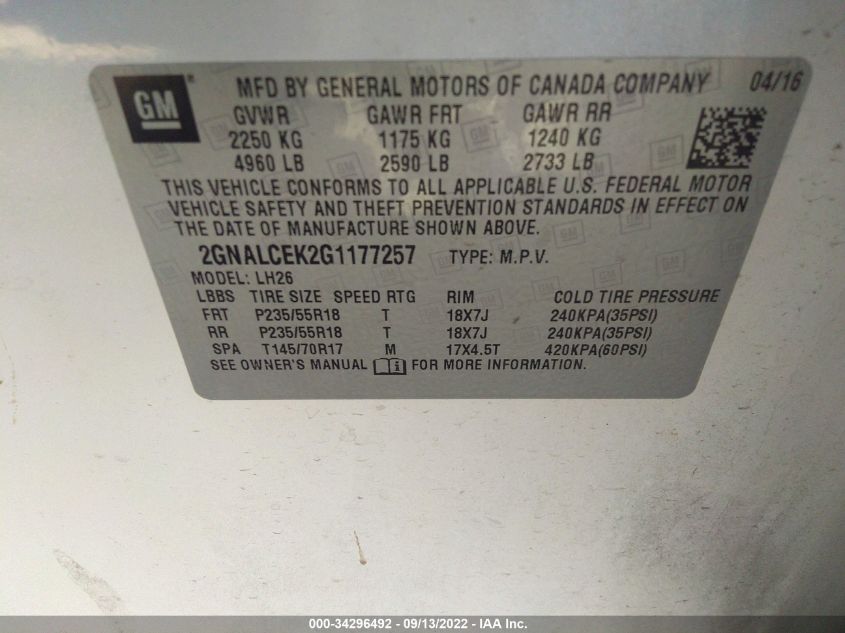 GM ® MFD BY GENERAL MOTORS OF CANADA COMPANY 04/16
GVWR GAWR FRT GAWR RR
2250 KG 1175 KG 1240 KG
4960 LB 2590 LB 2733 LB
THIS VEHICLE CONFORMS TO ALL APPLICABLE U.S. FEDERAL MOTOR
VEHICLE SAFETY AND THEFT PREVENTION STANDARDS IN EFFECT ON
THE DATE OF MANUFACTURE SHOWN ABOVE.
2GNALCEK2G1177257 TYPE: M.P.V.
MODEL: LH26
LBBS TIRE SIZE SPEED RTG RIM COLD TIRE PRESSURE
FRT P235/55R18 T 18X7J 240KPA(35PSI)
RR P235/55R18 T 18X7J 240KPA(35PSI)
SPA T145/70R17 M 17X4.5T 420KPA(60PSI)
SEE OWNER'S MANUAL i FOR MORE INFORMATION.
000-34296492 - 09/13/2022 - IAA Inc.